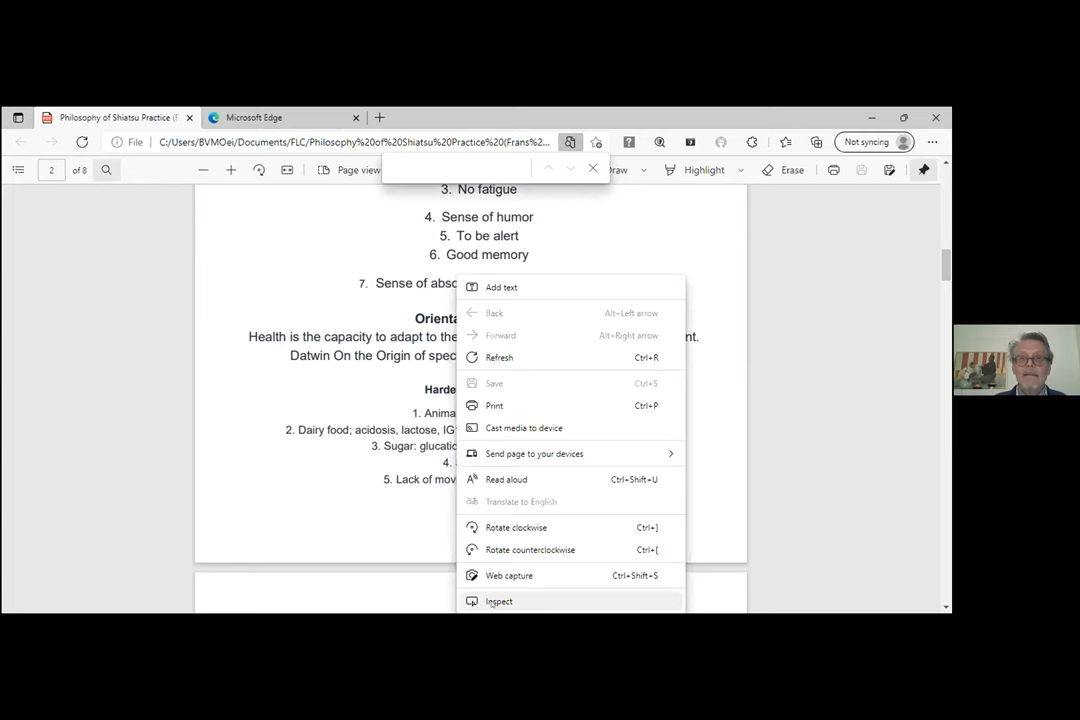 Philosophy of Shiatsu Practice (F
Microsoft Edge
File
C:/Users/BVMOei/Documents/FLC/Philosophy%20of%20Shiatsu%20Practice%20(Frans%2...
Not syncing
2 of 8
Page view
Draw
Highlight
Erase
3. No fatigue
4. Sense of humor
5. To be alert
6. Good memory
7. Sense of abso
Orienta
Health is the capacity to adapt to the
nt.
Datwin On the Origin of spec
Harde
1. Anima
2. Dairy food; acidosis, lactose, IG
3. Sugar: glucatio
4.
5. Lack of mov
Add text
Back Alt+Left arrow
Forward Alt+Right arrow
Refresh Ctrl+R
Save Ctrl+S
Print Ctrl+P
Cast media to device
Send page to your devices
Read aloud Ctrl+Shift+U
Translate to English
Rotate clockwise Ctrl+]
Rotate counterclockwise Ctrl+[
Web capture Ctrl+Shift+S
Inspect